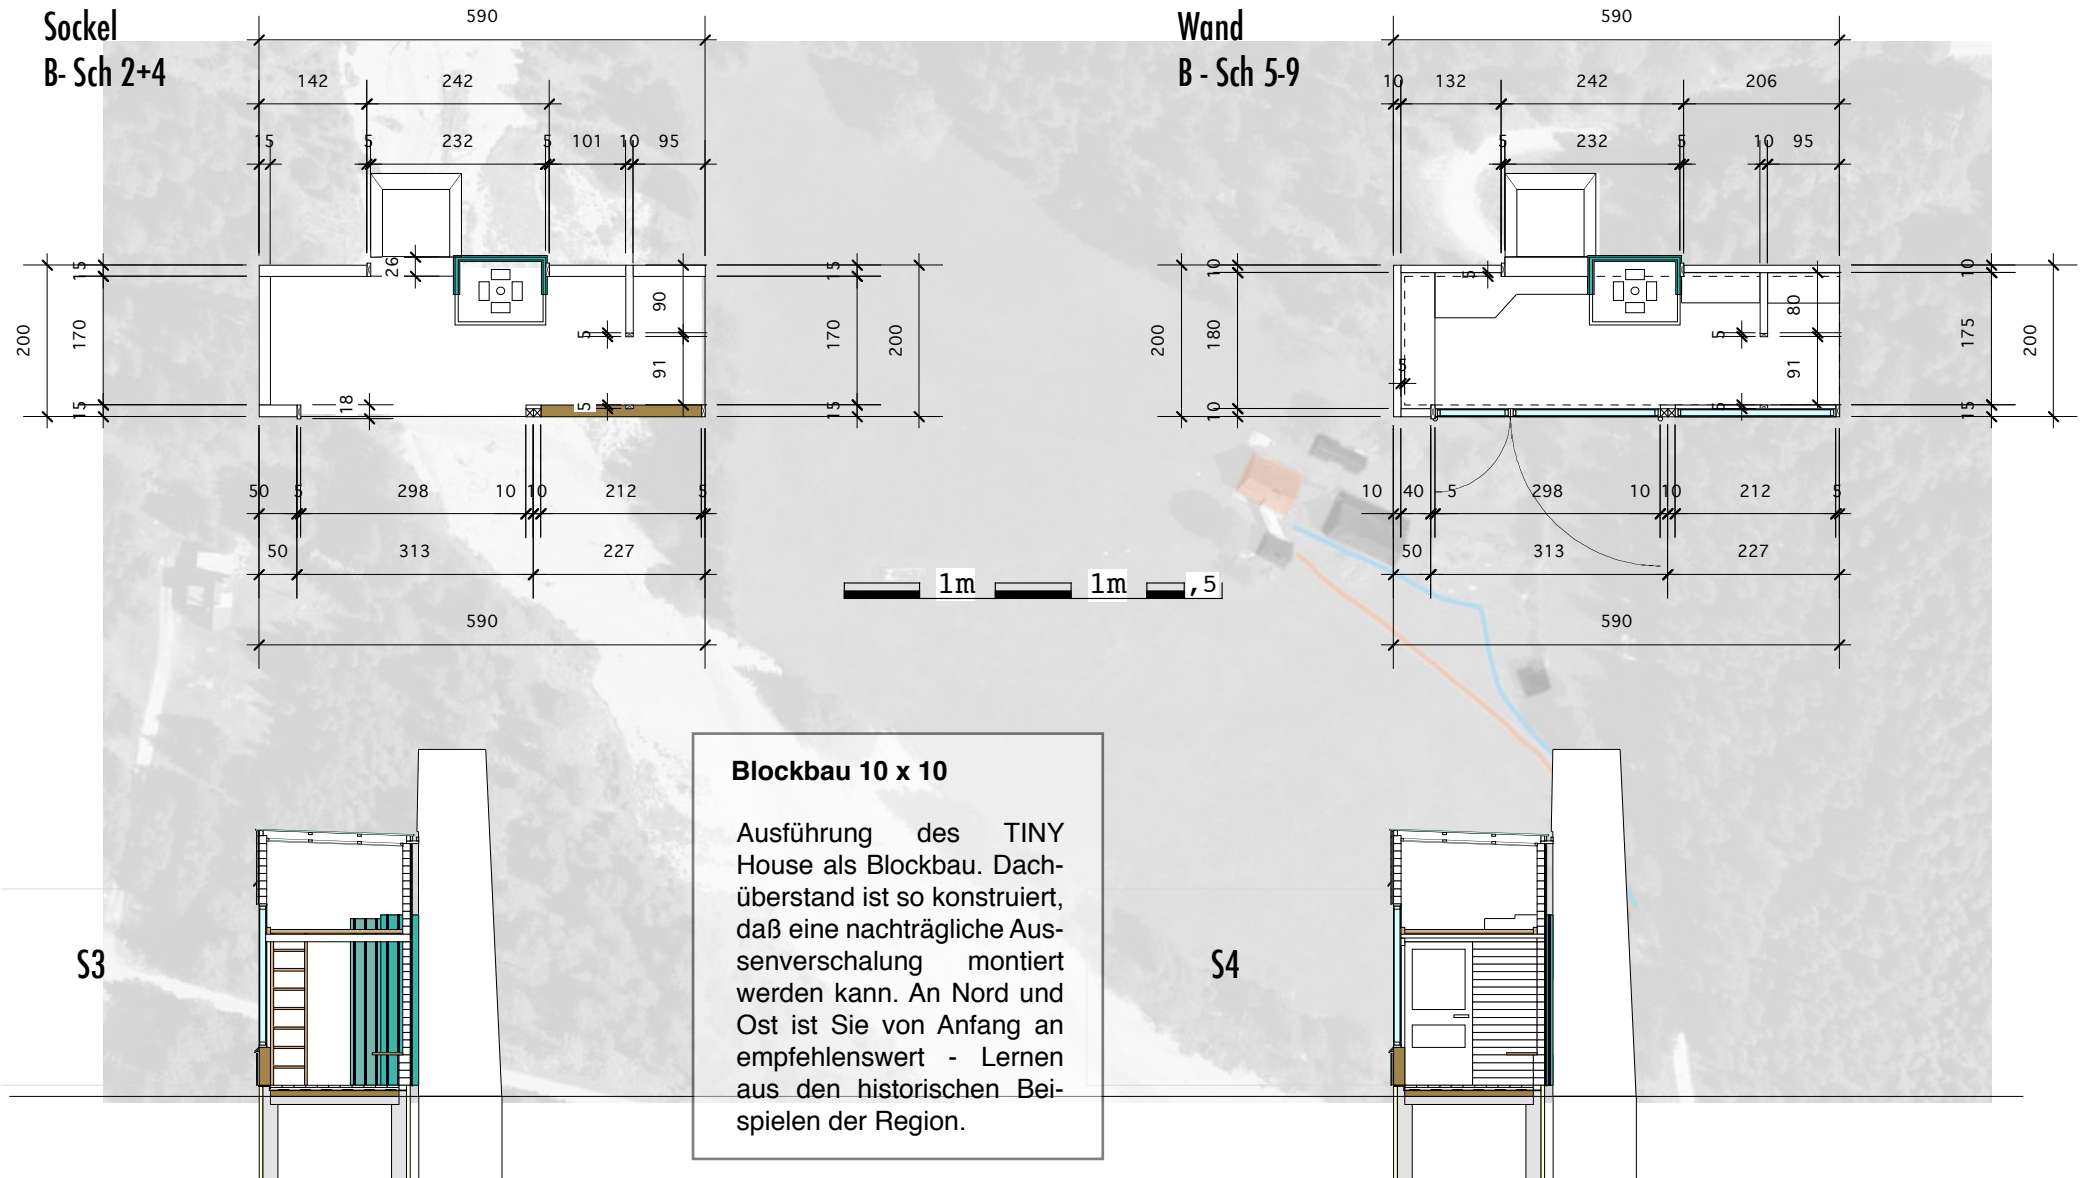 Sockel
B- Sch 2+4
590
142 242
15 5 232 5 101 10 95
200 170 15 15
26
18
5
5
90
91
15 170 15 200
50 5 298 10 10 212 5
50 313 227
590
Wand
B - Sch 5-9
590
10 132 242 206
5 232 5 10 95
200 180 10 10
5
5
5
5
80
91
10 175 15 200
10 40 5 298 10 10 212 5
50 313 227
590
1m 1m ,5
S3
Blockbau 10 x 10
Ausführung des TINY
House als Blockbau. Dach-
überstand ist so konstruiert,
daß eine nachträgliche Aus-
senverschalung montiert
werden kann. An Nord und
Ost ist Sie von Anfang an
empfehlenswert - Lernen
aus den historischen Bei-
spielen der Region.
S4